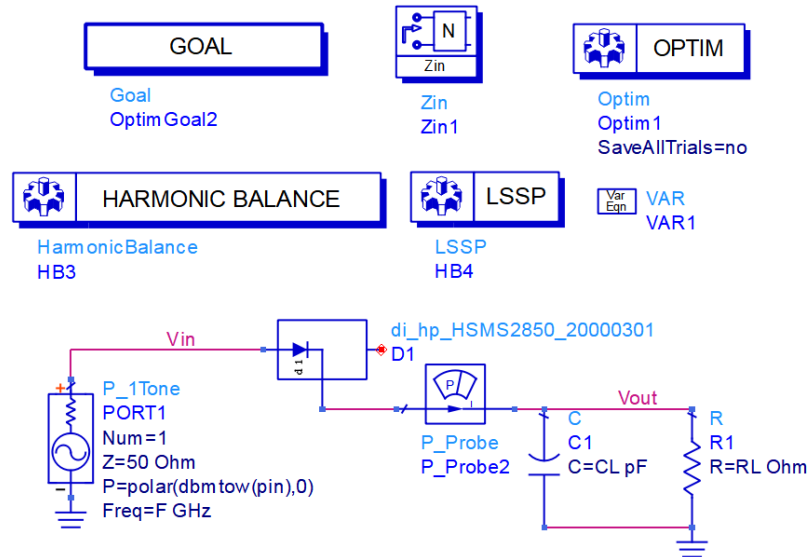 GOAL
Goal
OptimGoal2
N
Zin
Zin
Zin1
OPTIM
Optim
Optim1
SaveAllTrials=no
HARMONIC BALANCE
HarmonicBalance
HB3
LSSP
LSSP
HB4
Var
Eqn
VAR
VAR1
Vin
d1
di_hp_HSMS2850_20000301
D1
+
P_1Tone
PORT1
Num=1
Z=50 Ohm
P=polar(dbmtow(pin),0)
Freq=F GHz
-
P
I
P_Probe
P_Probe2
Vout
C
C1
C=CL pF
R
R1
R=RL Ohm